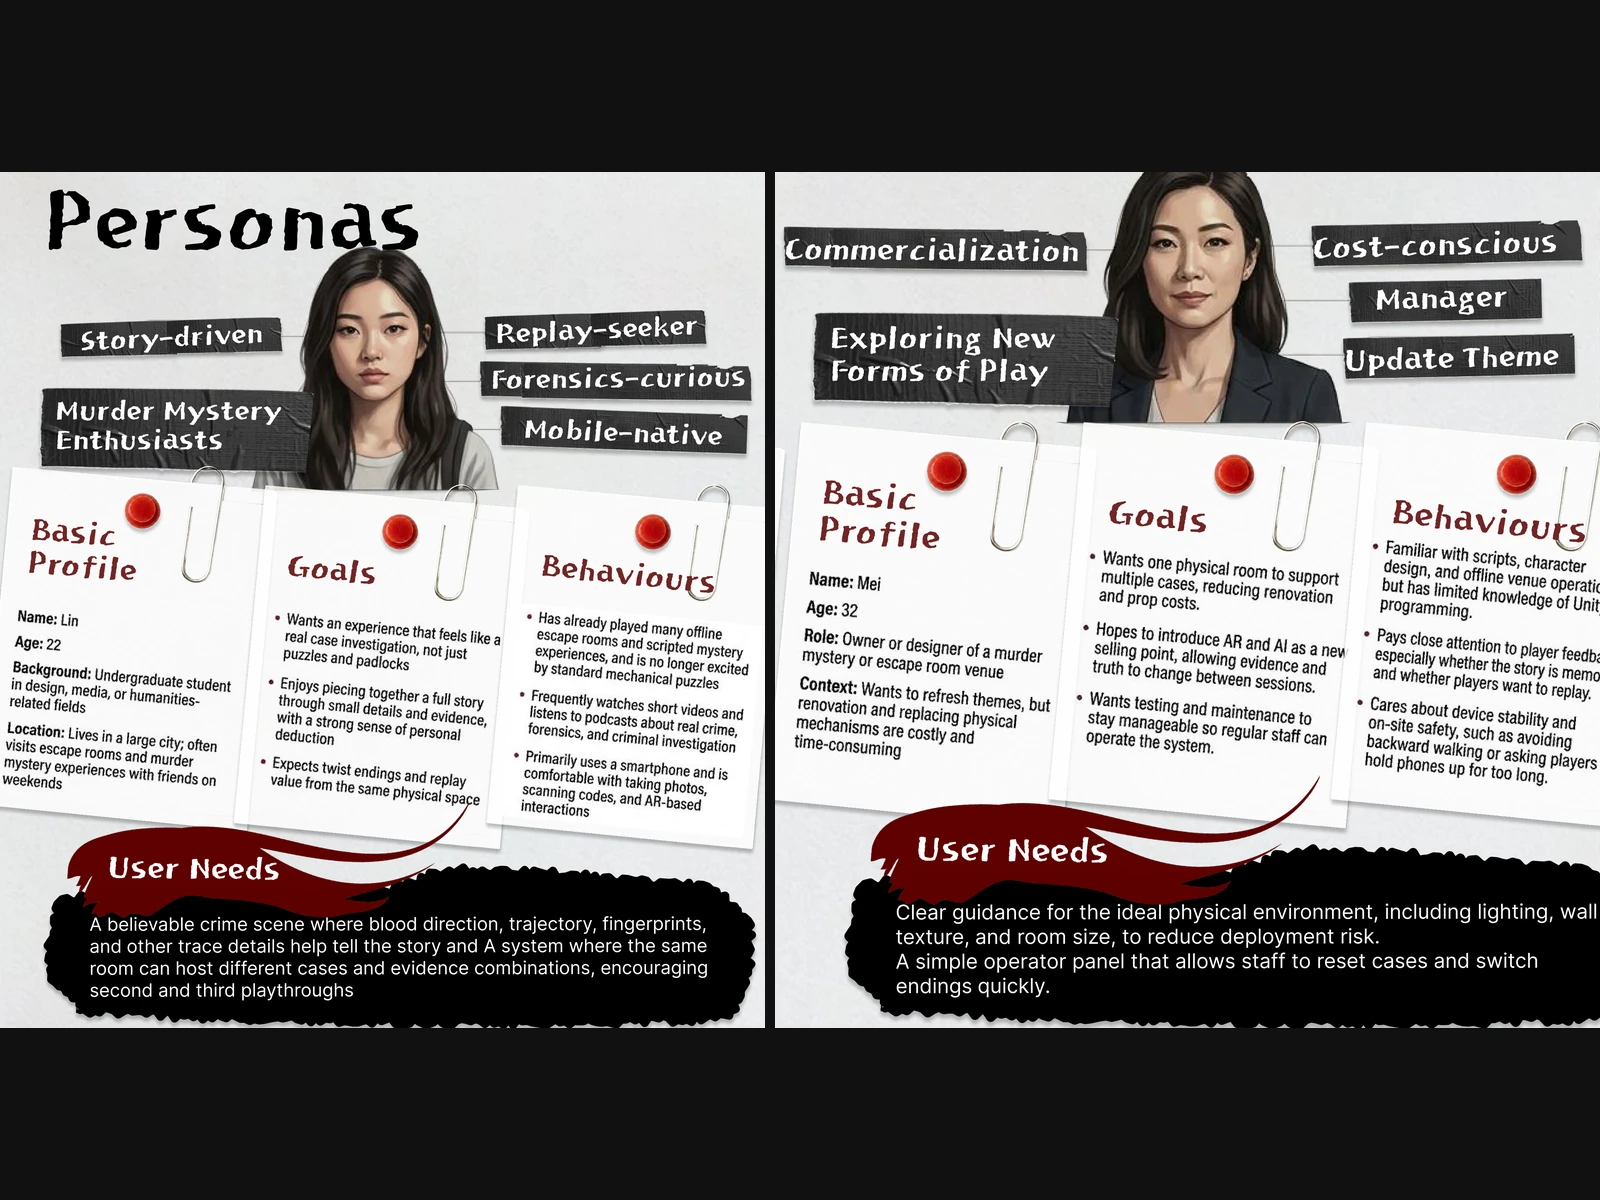 Personas
Story-driven
Murder Mystery
Enthusiasts
Replay-seeker
Forensics-curious
Mobile-native
Basic
Profile
Name: Lin
Age: 22
Background: Undergraduate student
in design, media, or humanities-
related fields
Location: Lives in a large city; often
visits escape rooms and murder
mystery experiences with friends on
weekends
Goals
• Wants an experience that feels like a
real case investigation, not just
puzzles and padlocks
• Enjoys piecing together a full story
through small details and evidence,
with a strong sense of personal
deduction
• Expects twist endings and replay
value from the same physical space
Behaviours
• Has already played many offline
escape rooms and scripted mystery
experiences, and is no longer excited
by standard mechanical puzzles
• Frequently watches short videos and
listens to podcasts about real crime,
forensics, and criminal investigation
• Primarily uses a smartphone and is
comfortable with taking photos,
scanning codes, and AR-based
interactions
User Needs
A believable crime scene where blood direction, trajectory, fingerprints,
and other trace details help tell the story and A system where the same
room can host different cases and evidence combinations, encouraging
second and third playthroughs
Commercialization
Exploring New
Forms of Play
Cost-conscious
Manager
Update Theme
Basic
Profile
Name: Mei
Age: 32
Role: Owner or designer of a murder
mystery or escape room venue
Context: Wants to refresh themes, but
renovation and replacing physical
mechanisms are costly and
time-consuming
Goals
• Wants one physical room to support
multiple cases, reducing renovation
and prop costs.
• Hopes to introduce AR and AI as a new
selling point, allowing evidence and
truth to change between sessions.
• Wants testing and maintenance to
stay manageable so regular staff can
operate the system.
Behaviours
• Familiar with scripts, character
design, and offline venue
but has limited knowledge of
programming.
• Pays close attention to player
especially whether the story is
and whether players want to replay.
• Cares about device stability and
on-site safety, such as avoiding
backward walking or asking players
hold phones up for too long.
User Needs
Clear guidance for the ideal physical environment, including lighting, wall
texture, and room size, to reduce deployment risk.
A simple operator panel that allows staff to reset cases and switch
endings quickly.